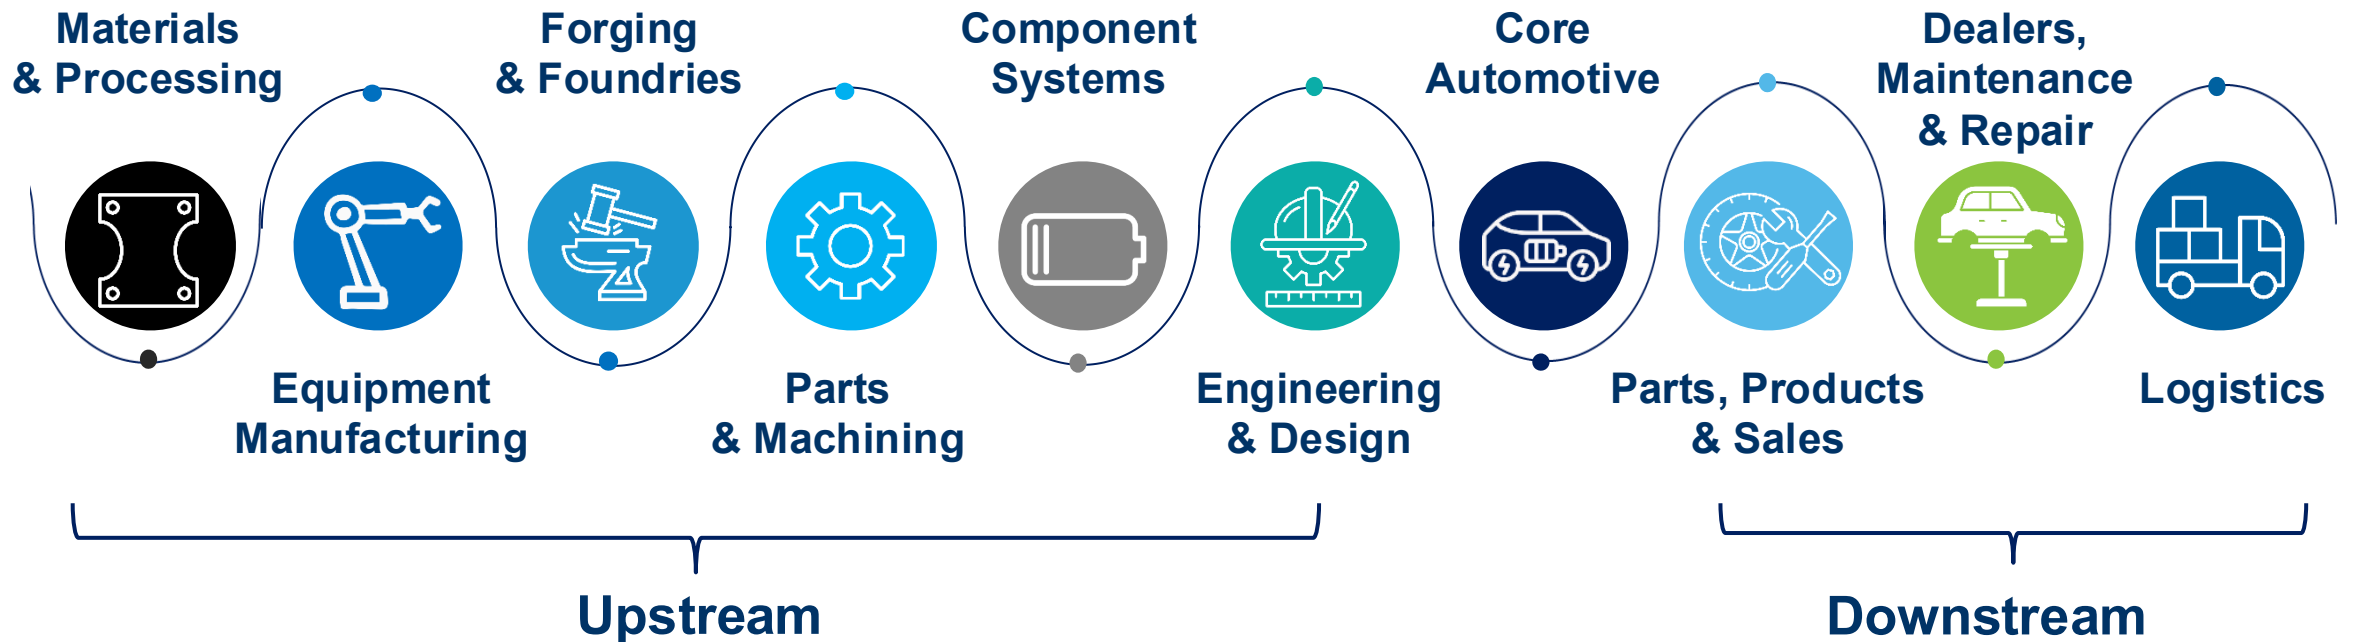 Materials
& Processing
Equipment
Manufacturing
Forging
& Foundries
Parts
& Machining
Component
Systems
Engineering
& Design
Core
Automotive
Parts, Products
& Sales
Dealers,
Maintenance
& Repair
Logistics
Upstream
Downstream